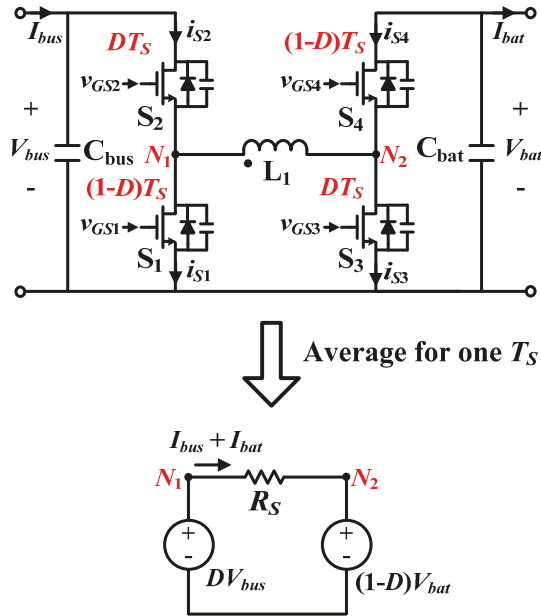 I_bus i_S2 i_S4 I_bat
DT_S (1-D)T_S
v_GS2 v_GS4
S_2 S_4
+ +
V_bus C_bus N_1 N_2 C_bat V_bat
- L_1 -
(1-D)T_S DT_S
v_GS1 v_GS3
S_1 S_3
i_S1 i_S3
Average for one T_S
I_bus + I_bat
N_1 N_2
R_S
+ +
- -
DV_bus (1-D)V_bat